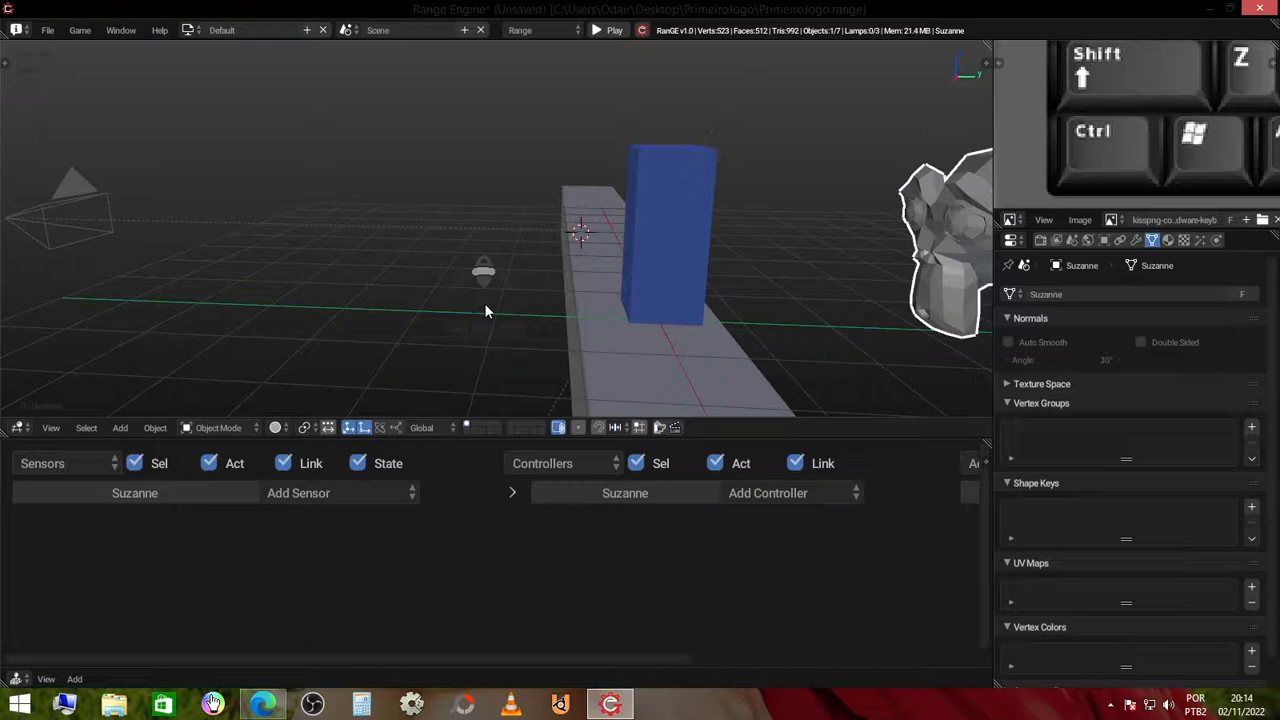 Range Engine* (Unsaved) [C:\Users\Odair\Desktop\PrimeiroJogo\PrimeiroJogo.range]
File Game Window Help Default Scene Range Play RanGE v1.0 | Verts:523 | Faces:512 | Tris:992 | Objects:1/7 | Lamps:0/3 | Mem: 21.4 MB | Suzanne
y
Shift
Z
Ctrl
View Image kisspng-co...dware-keyb
Suzanne Suzanne
Suzanne F
Normals
Auto Smooth Double Sided
Angle: 30°
Texture Space
Vertex Groups
Shape Keys
UV Maps
Vertex Colors
View Select Add Object Object Mode Global
Sensors Sel Act Link State Controllers Sel Act Link
Suzanne Add Sensor Suzanne Add Controller
View Add
POR
PTB2
20:14
02/11/2022